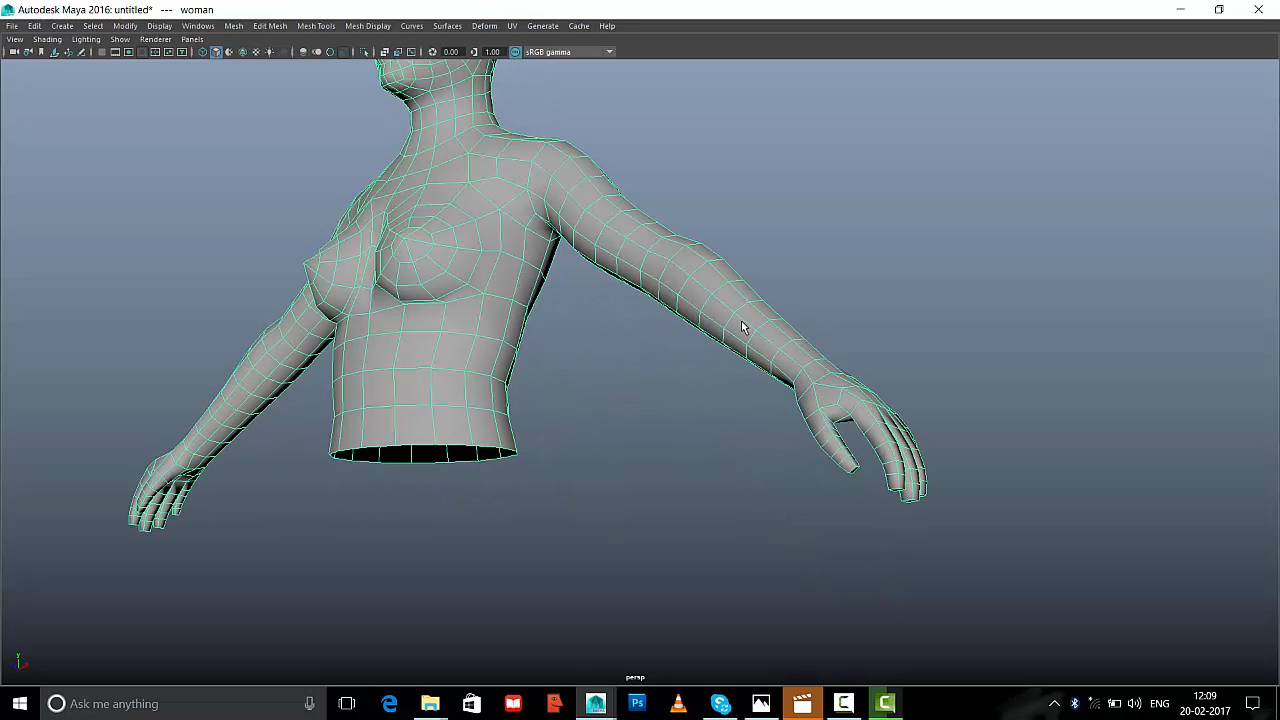 Autodesk Maya 2016: untitled* --- woman
File Edit Create Select Modify Display Windows Mesh Edit Mesh Mesh Tools Mesh Display Curves Surfaces Deform UV Generate Cache Help
View Shading Lighting Show Renderer Panels
0.00 1.00 sRGB gamma
y
persp
Ask me anything
Ps
ENG
12:09
20-02-2017